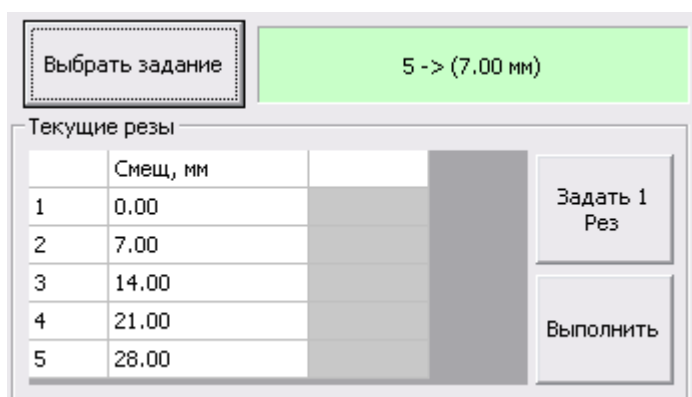 Выбрать задание
5 -> (7.00 мм)
Текущие резы
Смещ, мм
1 0.00
2 7.00
3 14.00
4 21.00
5 28.00
Задать 1
Рез
Выполнить